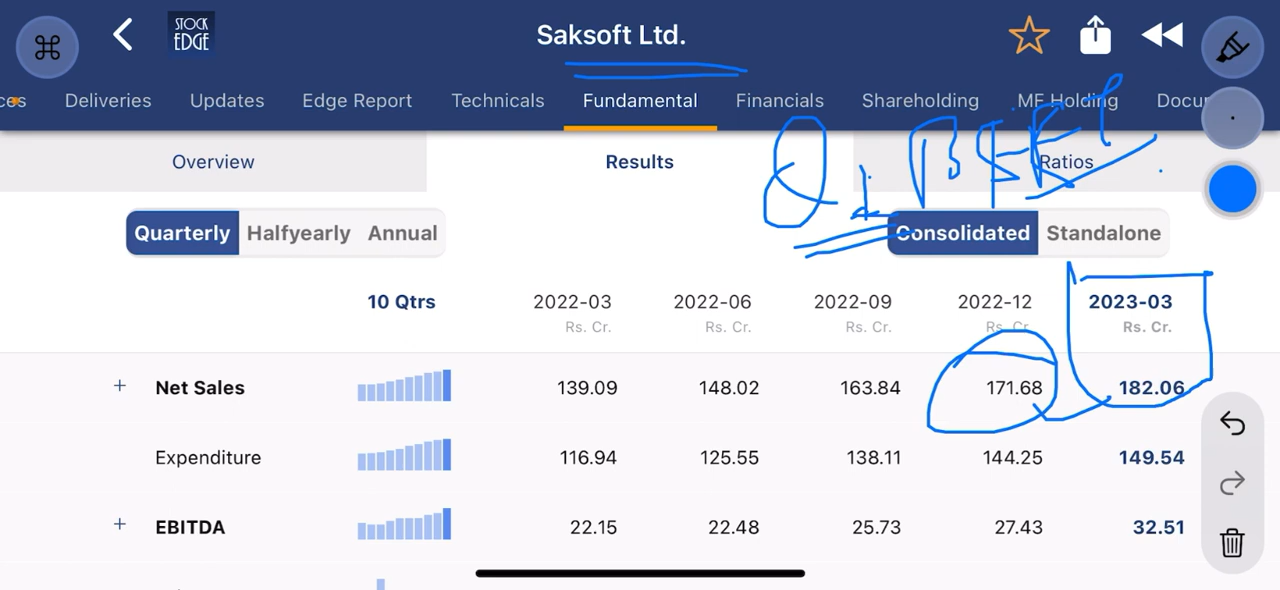 STOCK EDGE
Saksoft Ltd.
Deliveries Updates Edge Report Technicals Fundamental Financials Shareholding MF Holding
Overview Results Ratios
Quarterly Halfyearly Annual Consolidated Standalone
10 Qtrs 2022-03 2022-06 2022-09 2022-12 2023-03
Rs. Cr. Rs. Cr. Rs. Cr. Rs. Cr. Rs. Cr.
+ Net Sales 139.09 148.02 163.84 171.68 182.06
Expenditure 116.94 125.55 138.11 144.25 149.54
+ EBITDA 22.15 22.48 25.73 27.43 32.51